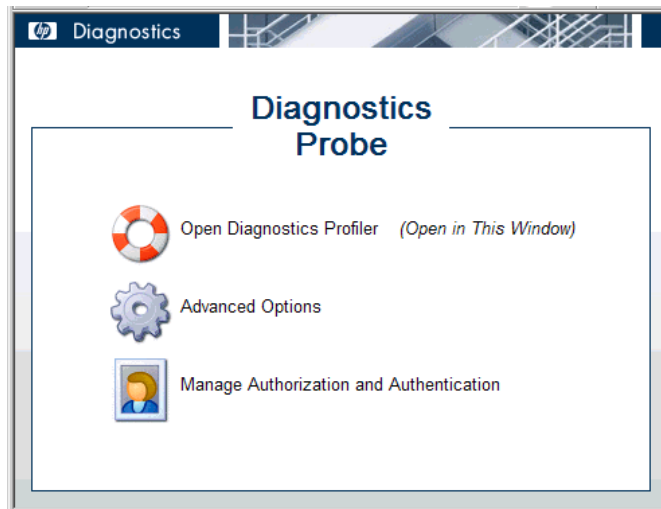 hp Diagnostics
Diagnostics
Probe
Open Diagnostics Profiler (Open in This Window)
Advanced Options
Manage Authorization and Authentication